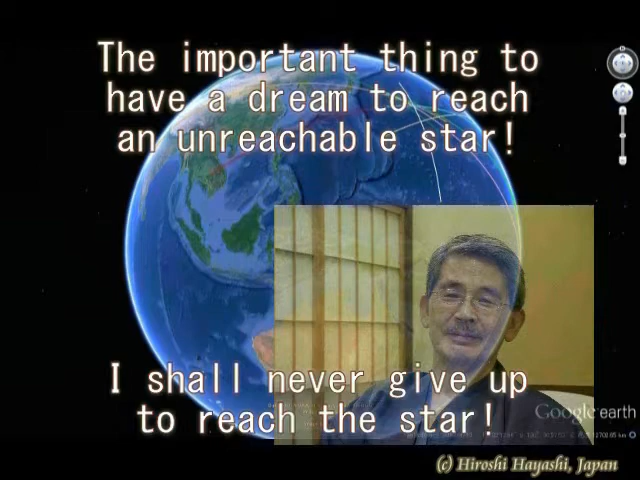 The important thing to
have a dream to reach
an unreachable star!
I shall never give up
to reach the star!
Google earth
(c) Hiroshi Hayashi, Japan